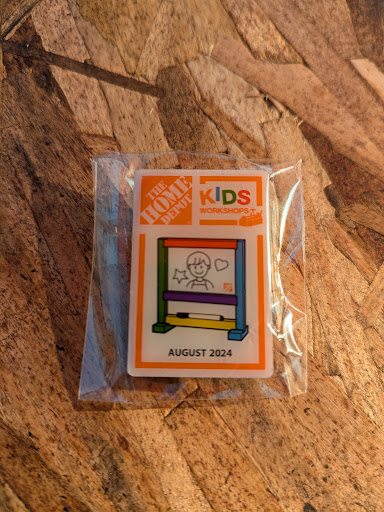 THE
HOME
DEPOT
KIDS
WORKSHOPS
AUGUST 2024